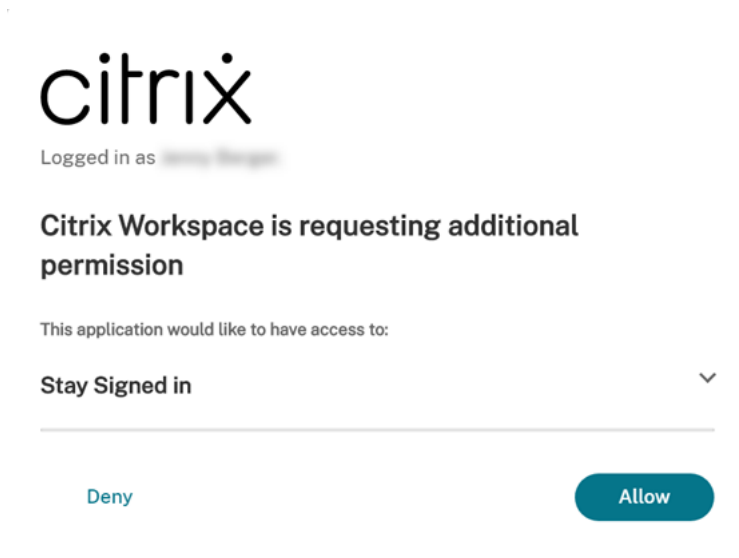 citrix
Logged in as
Citrix Workspace is requesting additional
permission
This application would like to have access to:
Stay Signed in
Deny
Allow